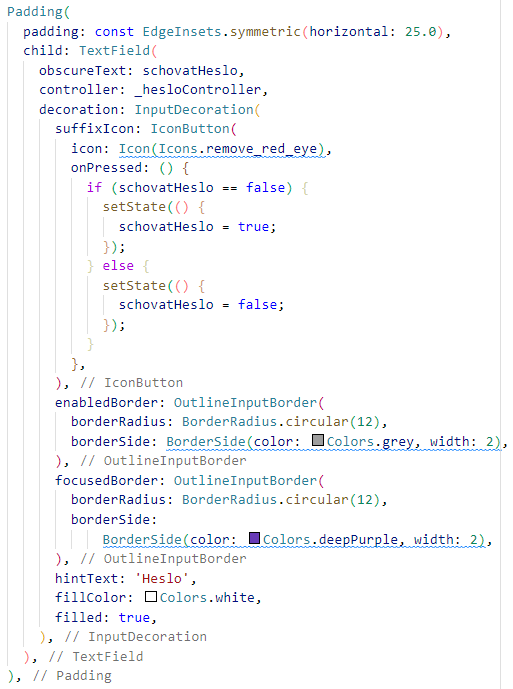 Padding(
  padding: const EdgeInsets.symmetric(horizontal: 25.0),
  child: TextField(
    obscureText: schovatHeslo,
    controller: _hesloController,
    decoration: InputDecoration(
      suffixIcon: IconButton(
        icon: Icon(Icons.remove_red_eye),
        onPressed: () {
          if (schovatHeslo == false) {
            setState(() {
              schovatHeslo = true;
            });
          } else {
            setState(() {
              schovatHeslo = false;
            });
          }
        },
      ), // IconButton
      enabledBorder: OutlineInputBorder(
        borderRadius: BorderRadius.circular(12),
        borderSide: BorderSide(color: Colors.grey, width: 2),
      ), // OutlineInputBorder
      focusedBorder: OutlineInputBorder(
        borderRadius: BorderRadius.circular(12),
        borderSide:
            BorderSide(color: Colors.deepPurple, width: 2),
      ), // OutlineInputBorder
      hintText: 'Heslo',
      fillColor: Colors.white,
      filled: true,
    ), // InputDecoration
  ), // TextField
), // Padding